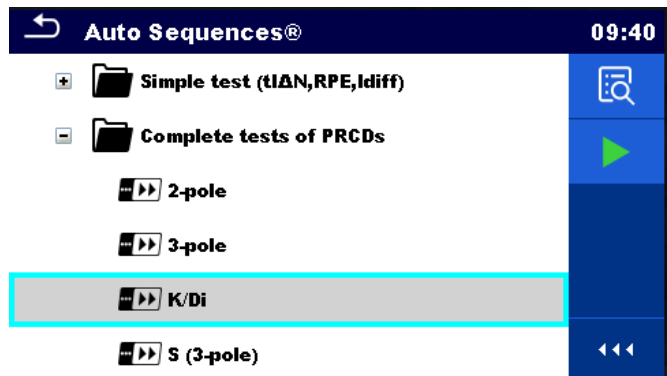 Auto Sequences® 09:40
Simple test (tIΔN,RPE,Idiff)
Complete tests of PRCDs
2-pole
3-pole
K/Di
S (3-pole)